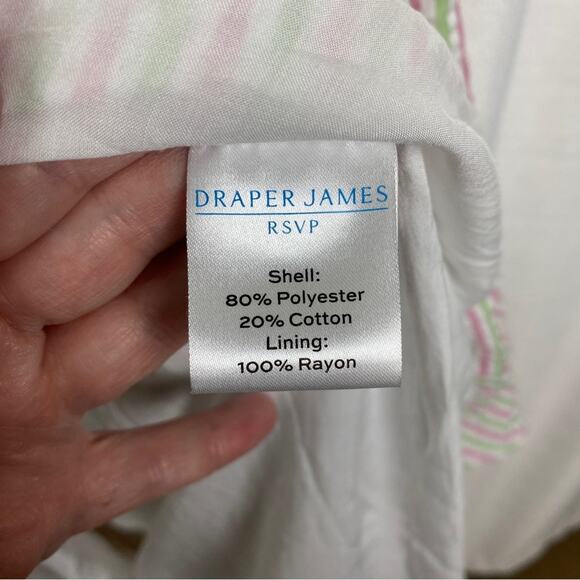 DRAPER JAMES
RSVP
Shell:
80% Polyester
20% Cotton
Lining:
100% Rayon